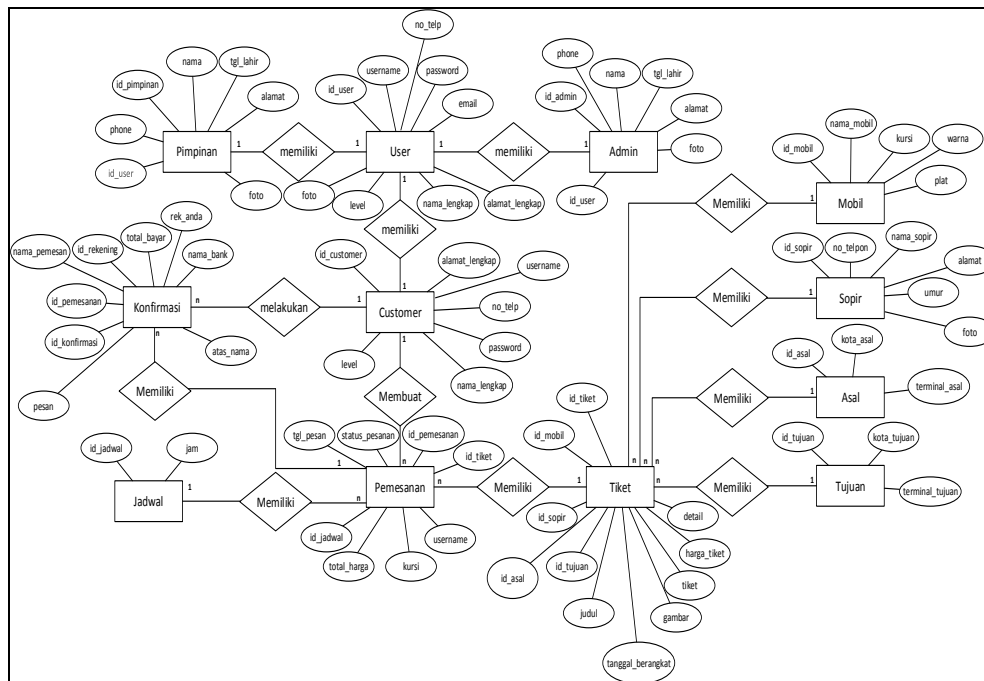 no_telp
username
password
id_user
email
nama
tgl_lahir
id_pimpinan
alamat
phone
id_user
foto
Pimpinan
1
memiliki
1
User
1
memiliki
1
Admin
phone
nama
tgl_lahir
id_admin
alamat
foto
id_user
foto
level
nama_lengkap
alamat_lengkap
1
memiliki
1
nama_mobil
kursi
warna
id_mobil
plat
Memiliki
1
Mobil
rek_anda
total_bayar
id_rekening
nama_pemesan
nama_bank
id_pemesanan
id_konfirmasi
pesan
atas_nama
Konfirmasi
n
melakukan
1
Customer
id_customer
alamat_lengkap
username
no_telp
password
nama_lengkap
level
id_sopir
no_telpon
nama_sopir
alamat
umur
foto
Memiliki
1
Sopir
n
Memiliki
1
1
Membuat
n
id_asal
kota_asal
terminal_asal
Memiliki
1
Asal
id_jadwal
jam
Jadwal
1
Memiliki
n
tgl_pesan
status_pesanan
id_pemesanan
id_tiket
Pemesanan
id_jadwal
total_harga
kursi
username
n
Memiliki
1
Tiket
id_tiket
id_mobil
id_sopir
id_asal
id_tujuan
judul
tanggal_berangkat
gambar
tiket
harga_tiket
detail
n
n
n
n
Memiliki
1
Tujuan
id_tujuan
kota_tujuan
terminal_tujuan